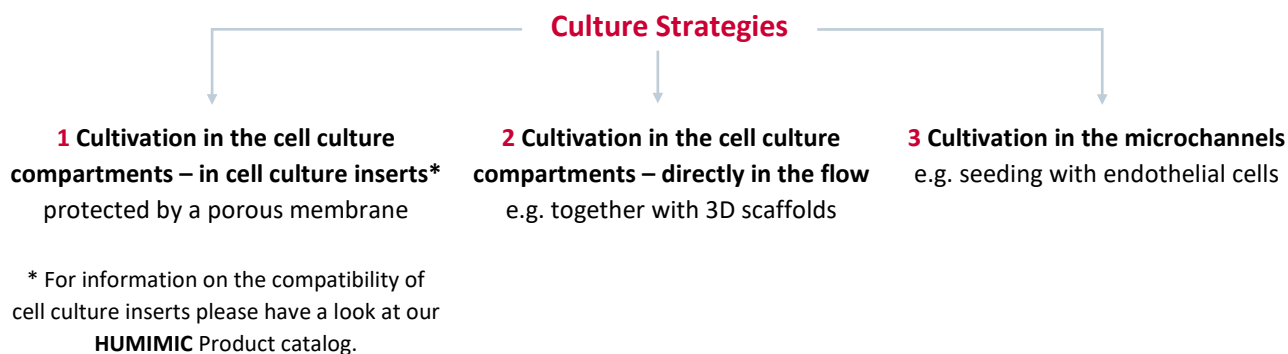 Culture Strategies
1 Cultivation in the cell culture
compartments – in cell culture inserts*
protected by a porous membrane
* For information on the compatibility of
cell culture inserts please have a look at our
HUMIMIC Product catalog.
2 Cultivation in the cell culture
compartments – directly in the flow
e.g. together with 3D scaffolds
3 Cultivation in the microchannels
e.g. seeding with endothelial cells